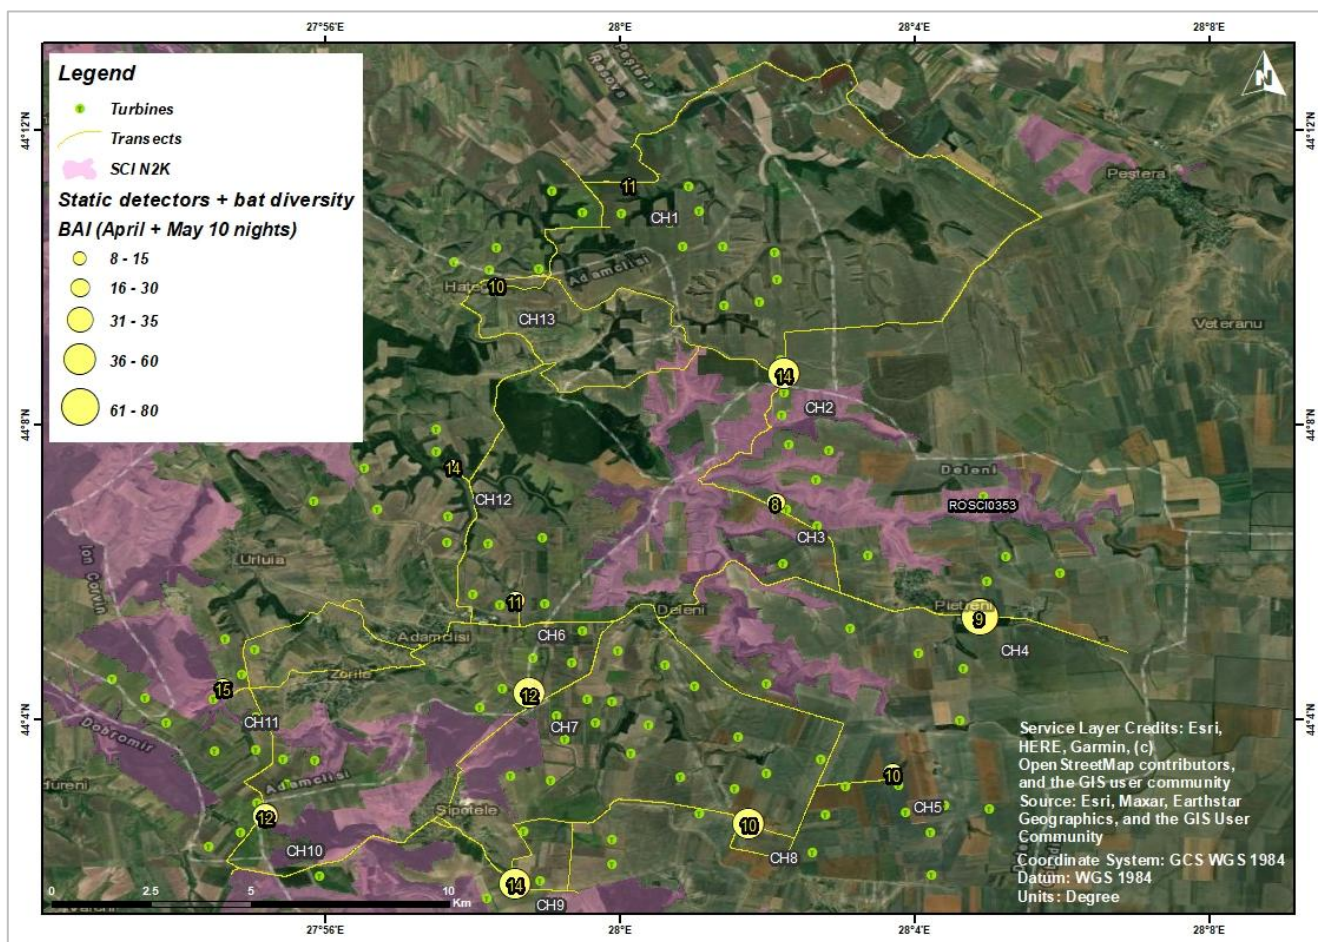 27°56'E
28°E
28°4'E
28°8'E
Legend
Turbines
Transects
SCI N2K
Static detectors + bat diversity
BAI (April + May 10 nights)
8 - 15
16 - 30
31 - 35
36 - 60
61 - 80
N
Pestera
Rasova
44°12'N
44°12'N
Peştera
11
CH1
Adamclisi
10
CH13
Veteranu
14
CH2
44°8'N
44°8'N
14
Deleni
CH12
8
ROSCI0353
CH3
Ion Corvin
Urluia
11
Deleni
Pietreni
9
CH6
Adamclisi
CH4
Zorile
15
12
CH11
CH7
44°4'N
44°4'N
Dobromir
Service Layer Credits: Esri,
HERE, Garmin, (c)
OpenStreetMap contributors,
and the GIS user community
Source: Esri, Maxar, Earthstar
Geographics, and the GIS User
Community
Coordinate System: GCS WGS 1984
Datum: WGS 1984
Units: Degree
Adamclisi
10
CH5
Sipotele
12
10
CH10
CH8
14
CH9
0
2.5
5
10
Km
27°56'E
28°E
28°4'E
28°8'E